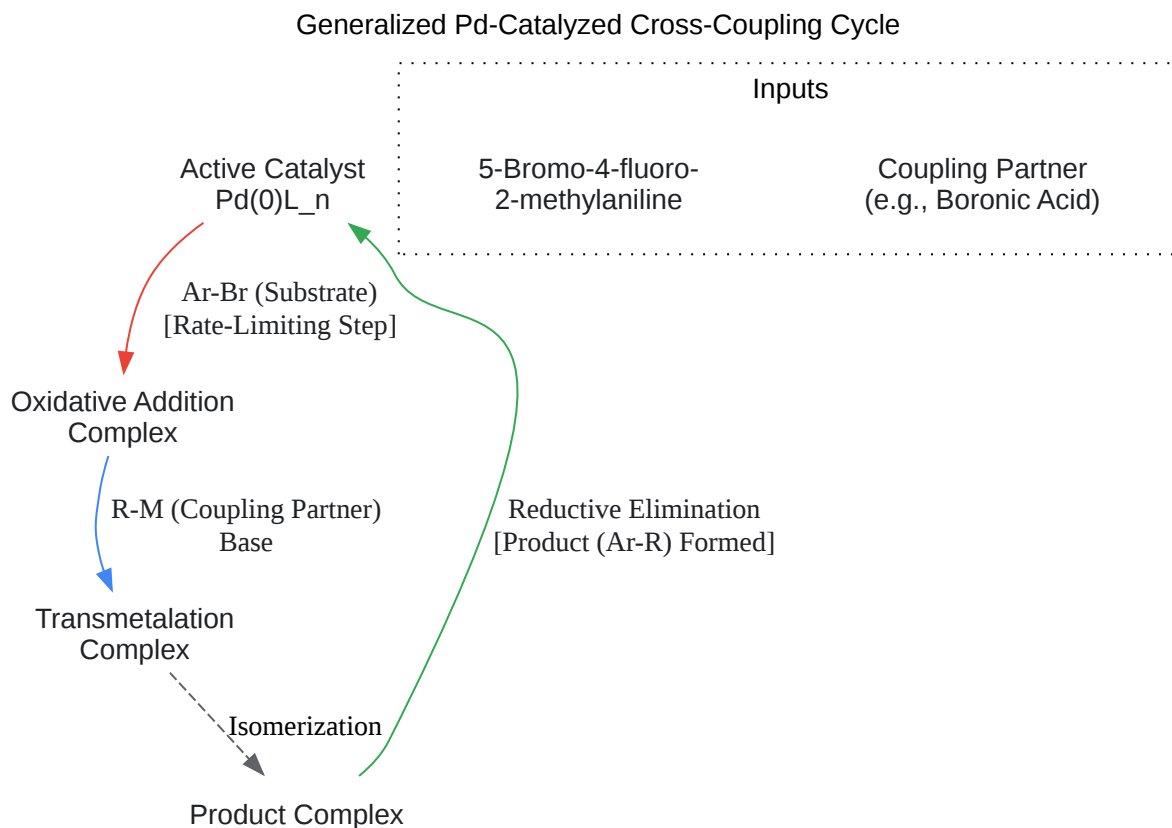 Generalized Pd-Catalyzed Cross-Coupling Cycle
Inputs
Active Catalyst
Pd(0)L_n
5-Bromo-4-fluoro-
2-methylaniline
Coupling Partner
(e.g., Boronic Acid)
Ar-Br (Substrate)
[Rate-Limiting Step]
Oxidative Addition
Complex
R-M (Coupling Partner)
Base
Reductive Elimination
[Product (Ar-R) Formed]
Transmetalation
Complex
Isomerization
Product Complex